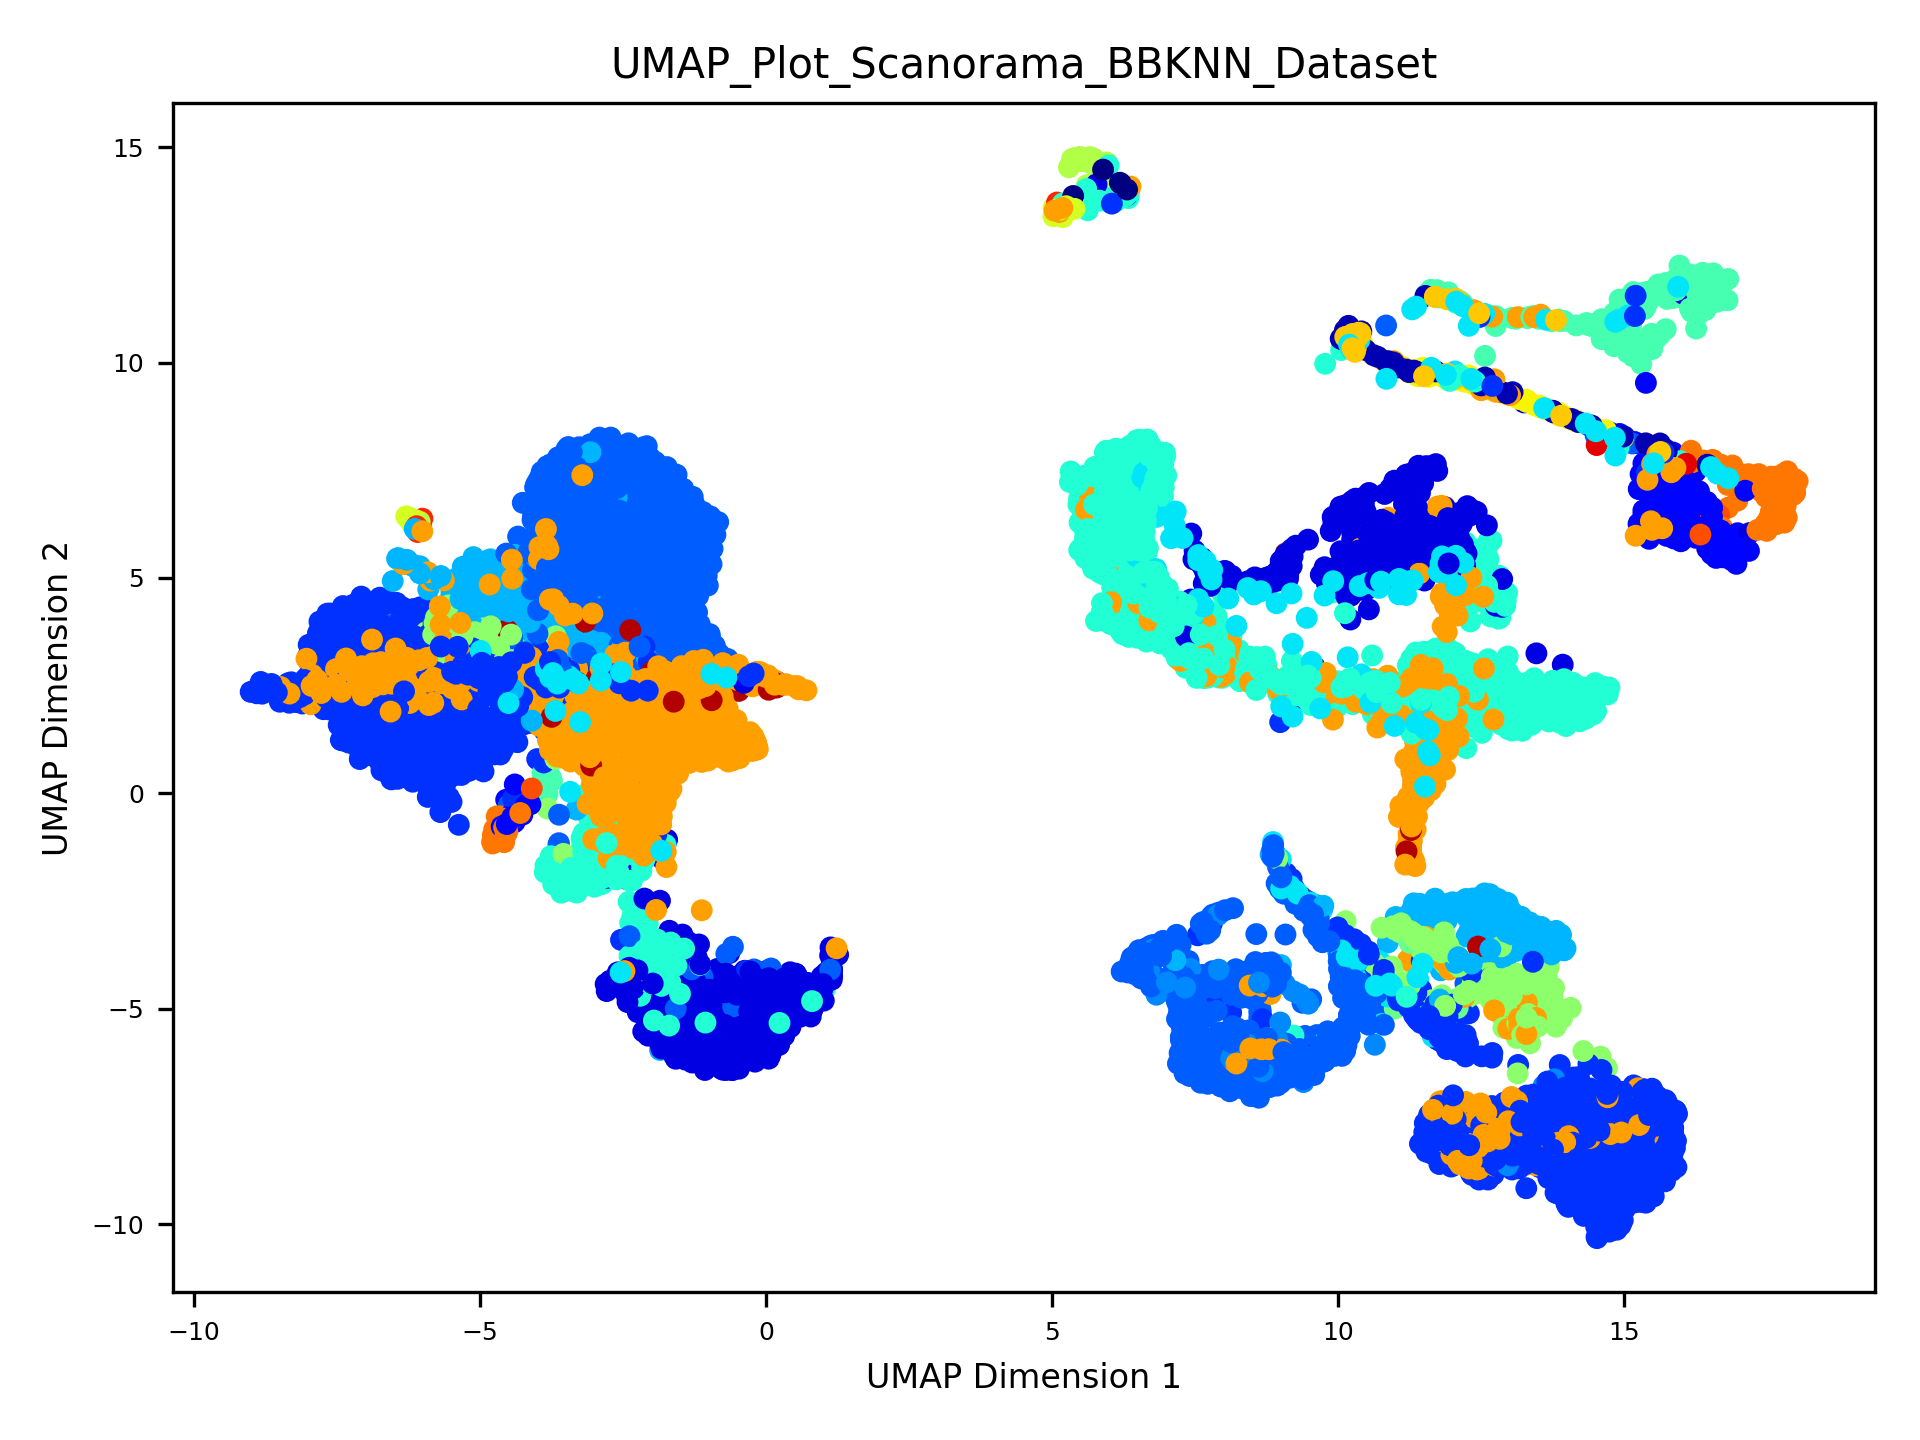 UMAP_Plot_Scanorama_BBKNN_Dataset
15
10
5
0
−5
−10
UMAP Dimension 2
−10 −5 0 5 10 15
UMAP Dimension 1